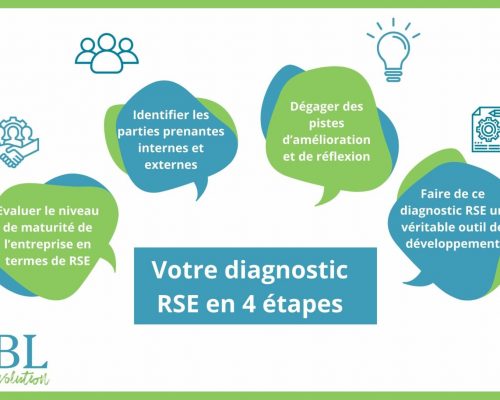 Identifier les
parties prenantes
internes et
externes
Dégager des
pistes
d'amélioration
et de réflexion
Evaluer le niveau
de maturité de
l'entreprise en
termes de RSE
Faire de ce
diagnostic RSE un
véritable outil de
développement
Votre diagnostic
RSE en 4 étapes
BL
évolution